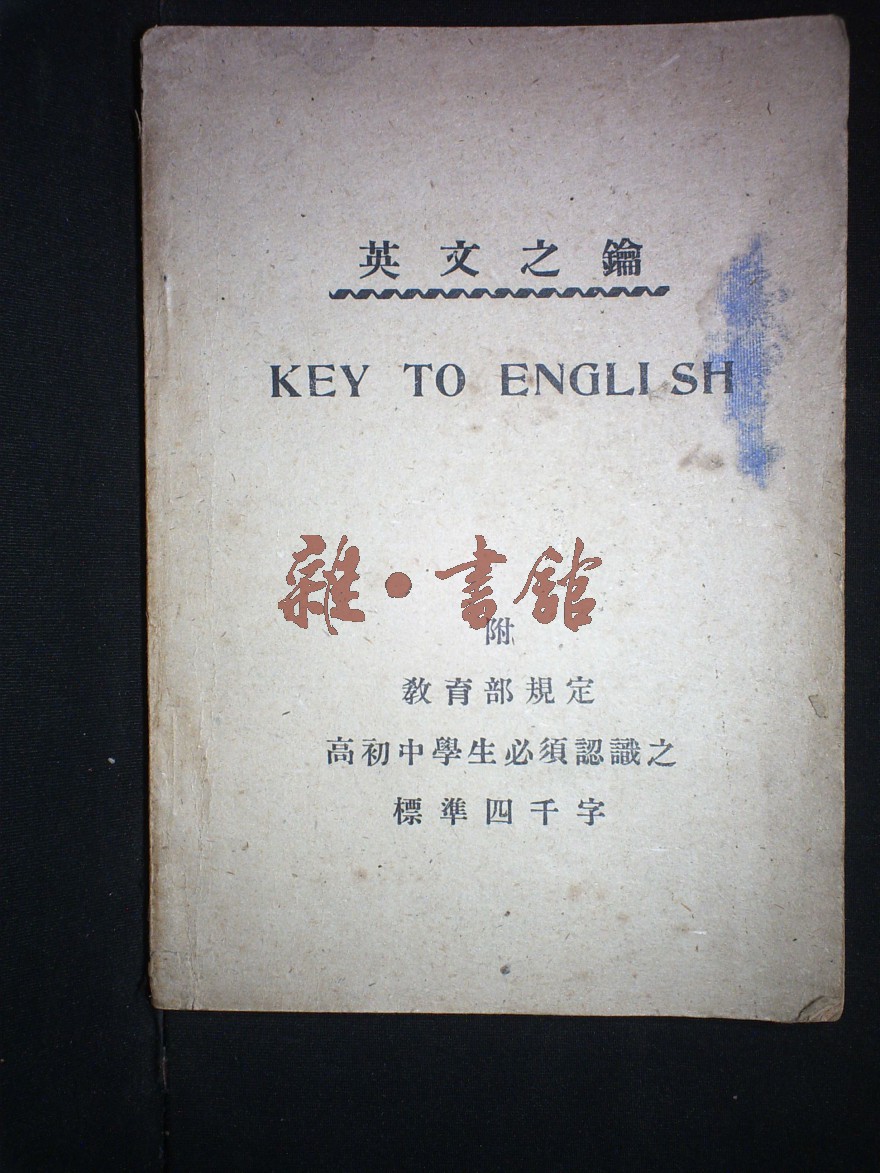 英文之鑰
KEY TO ENGLISH
雜·書館
附
教育部規定
高初中學生必須認識之
標準四千字